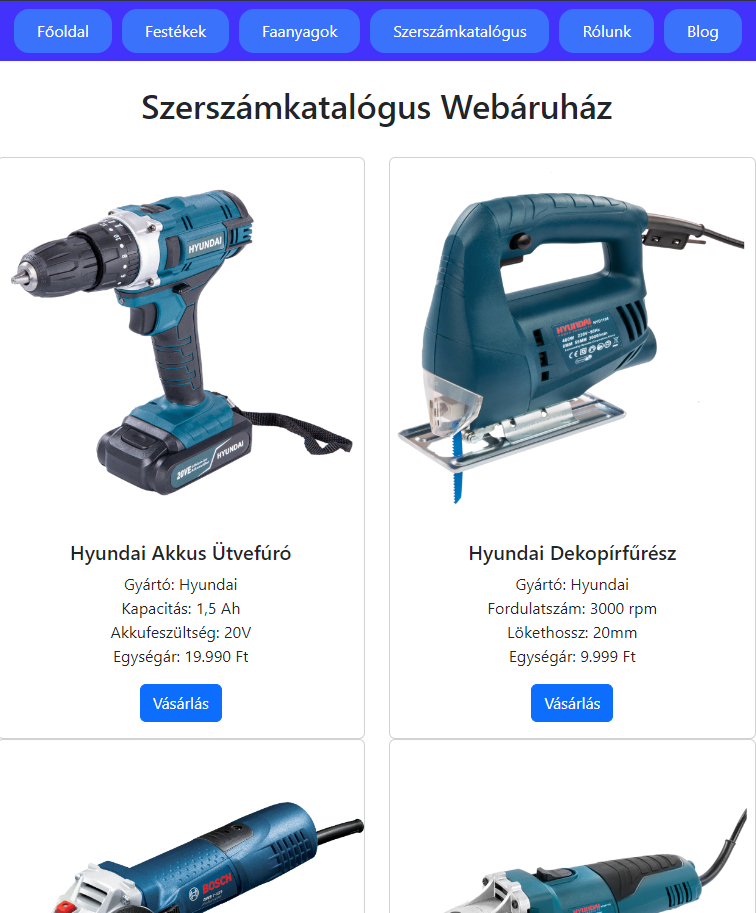 Főoldal
Festékek
Faanyagok
Szerszámkatalógus
Rólunk
Blog
Szerszámkatalógus Webáruház
HYUNDAI
20VE
HYUNDAI
HYUNDAI
Hyundai Akkus Ütvefúró
Gyártó: Hyundai
Kapacitás: 1,5 Ah
Akkufeszültség: 20V
Egységár: 19.990 Ft
Vásárlás
Hyundai Dekopírfűrész
Gyártó: Hyundai
Fordulatszám: 3000 rpm
Lökethossz: 20mm
Egységár: 9.999 Ft
Vásárlás
BOSCH
HYUNDAI